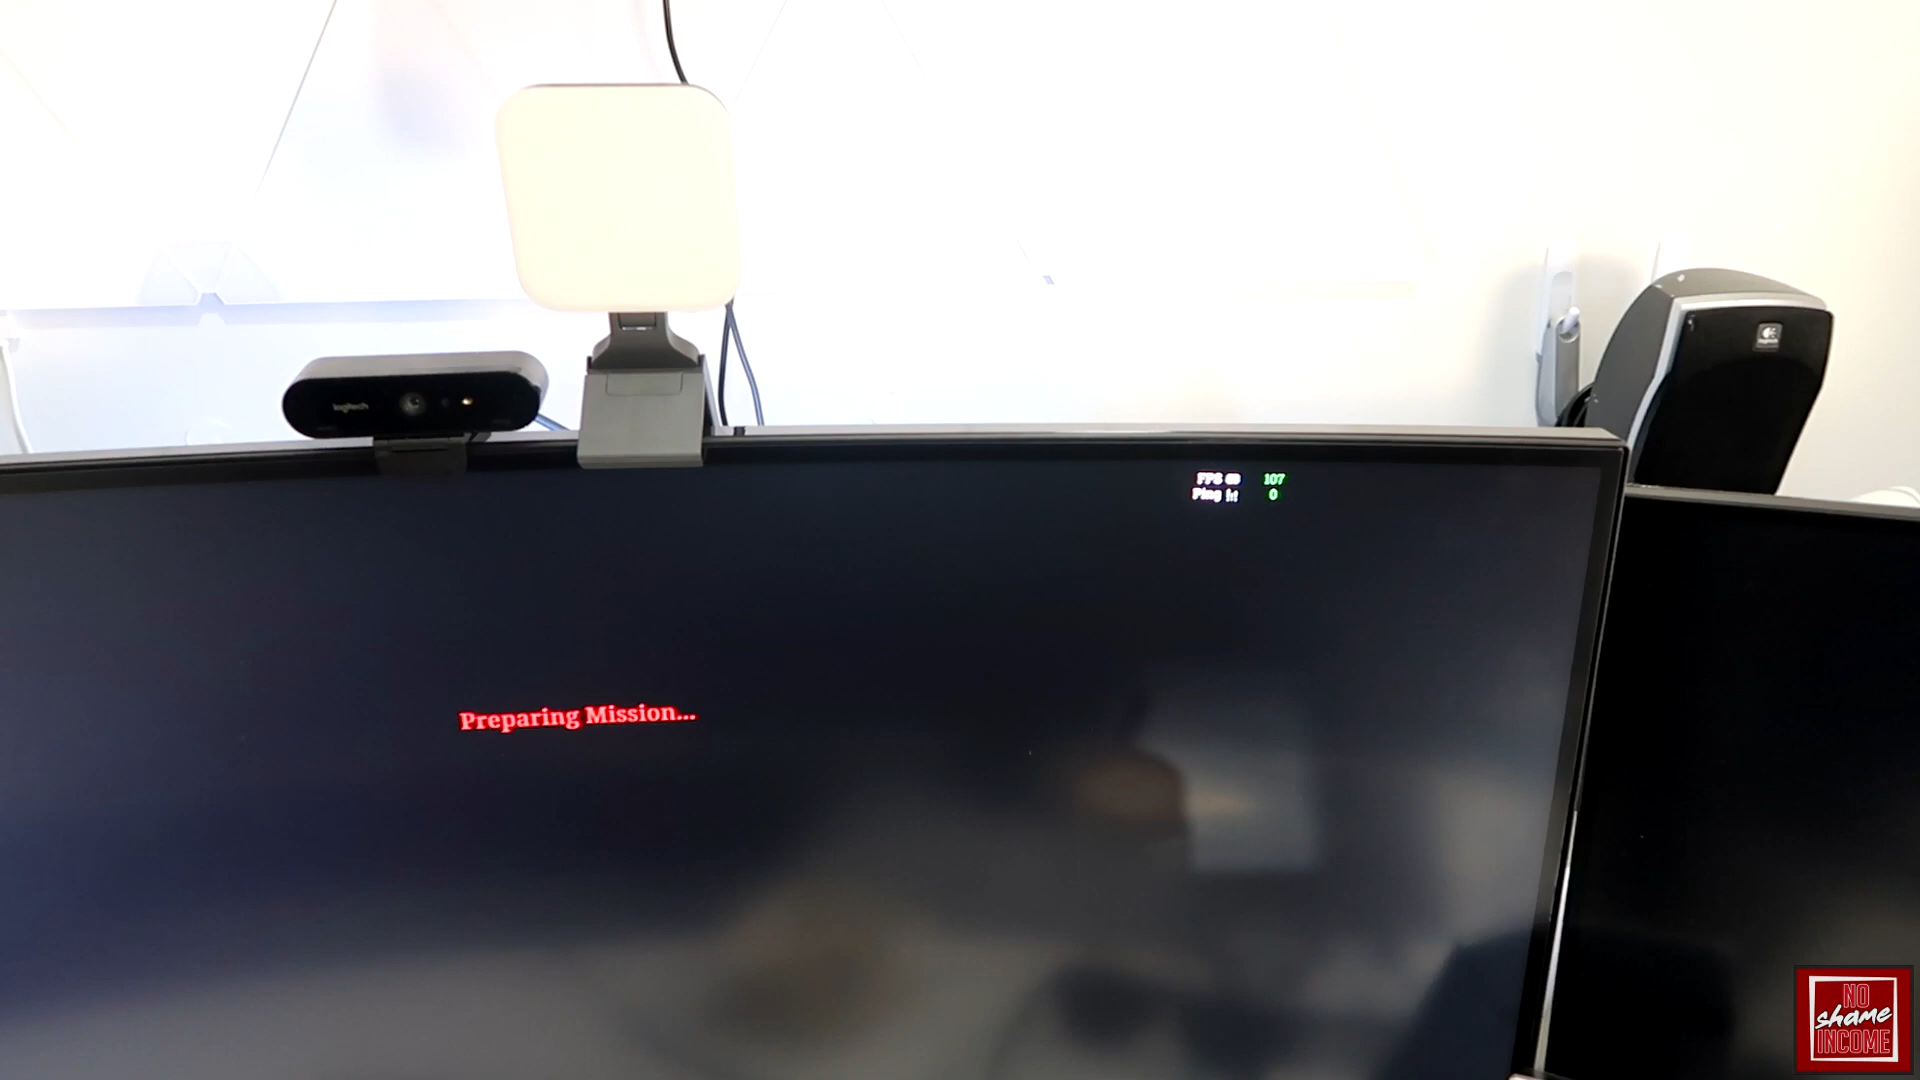 logitech
FPS 107
Ping 0
Preparing Mission...
NO
shame
INCOME